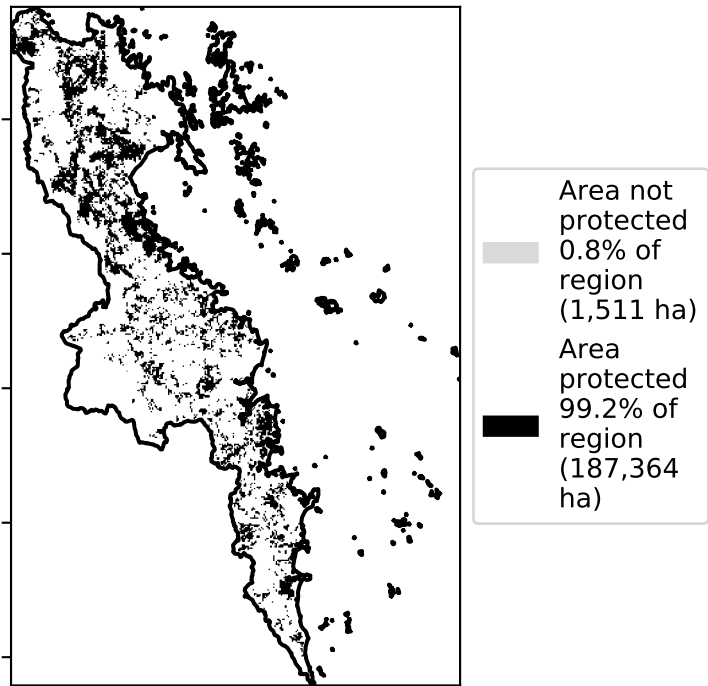 Area not
protected
0.8% of
region
(1,511 ha)
Area
protected
99.2% of
region
(187,364
ha)